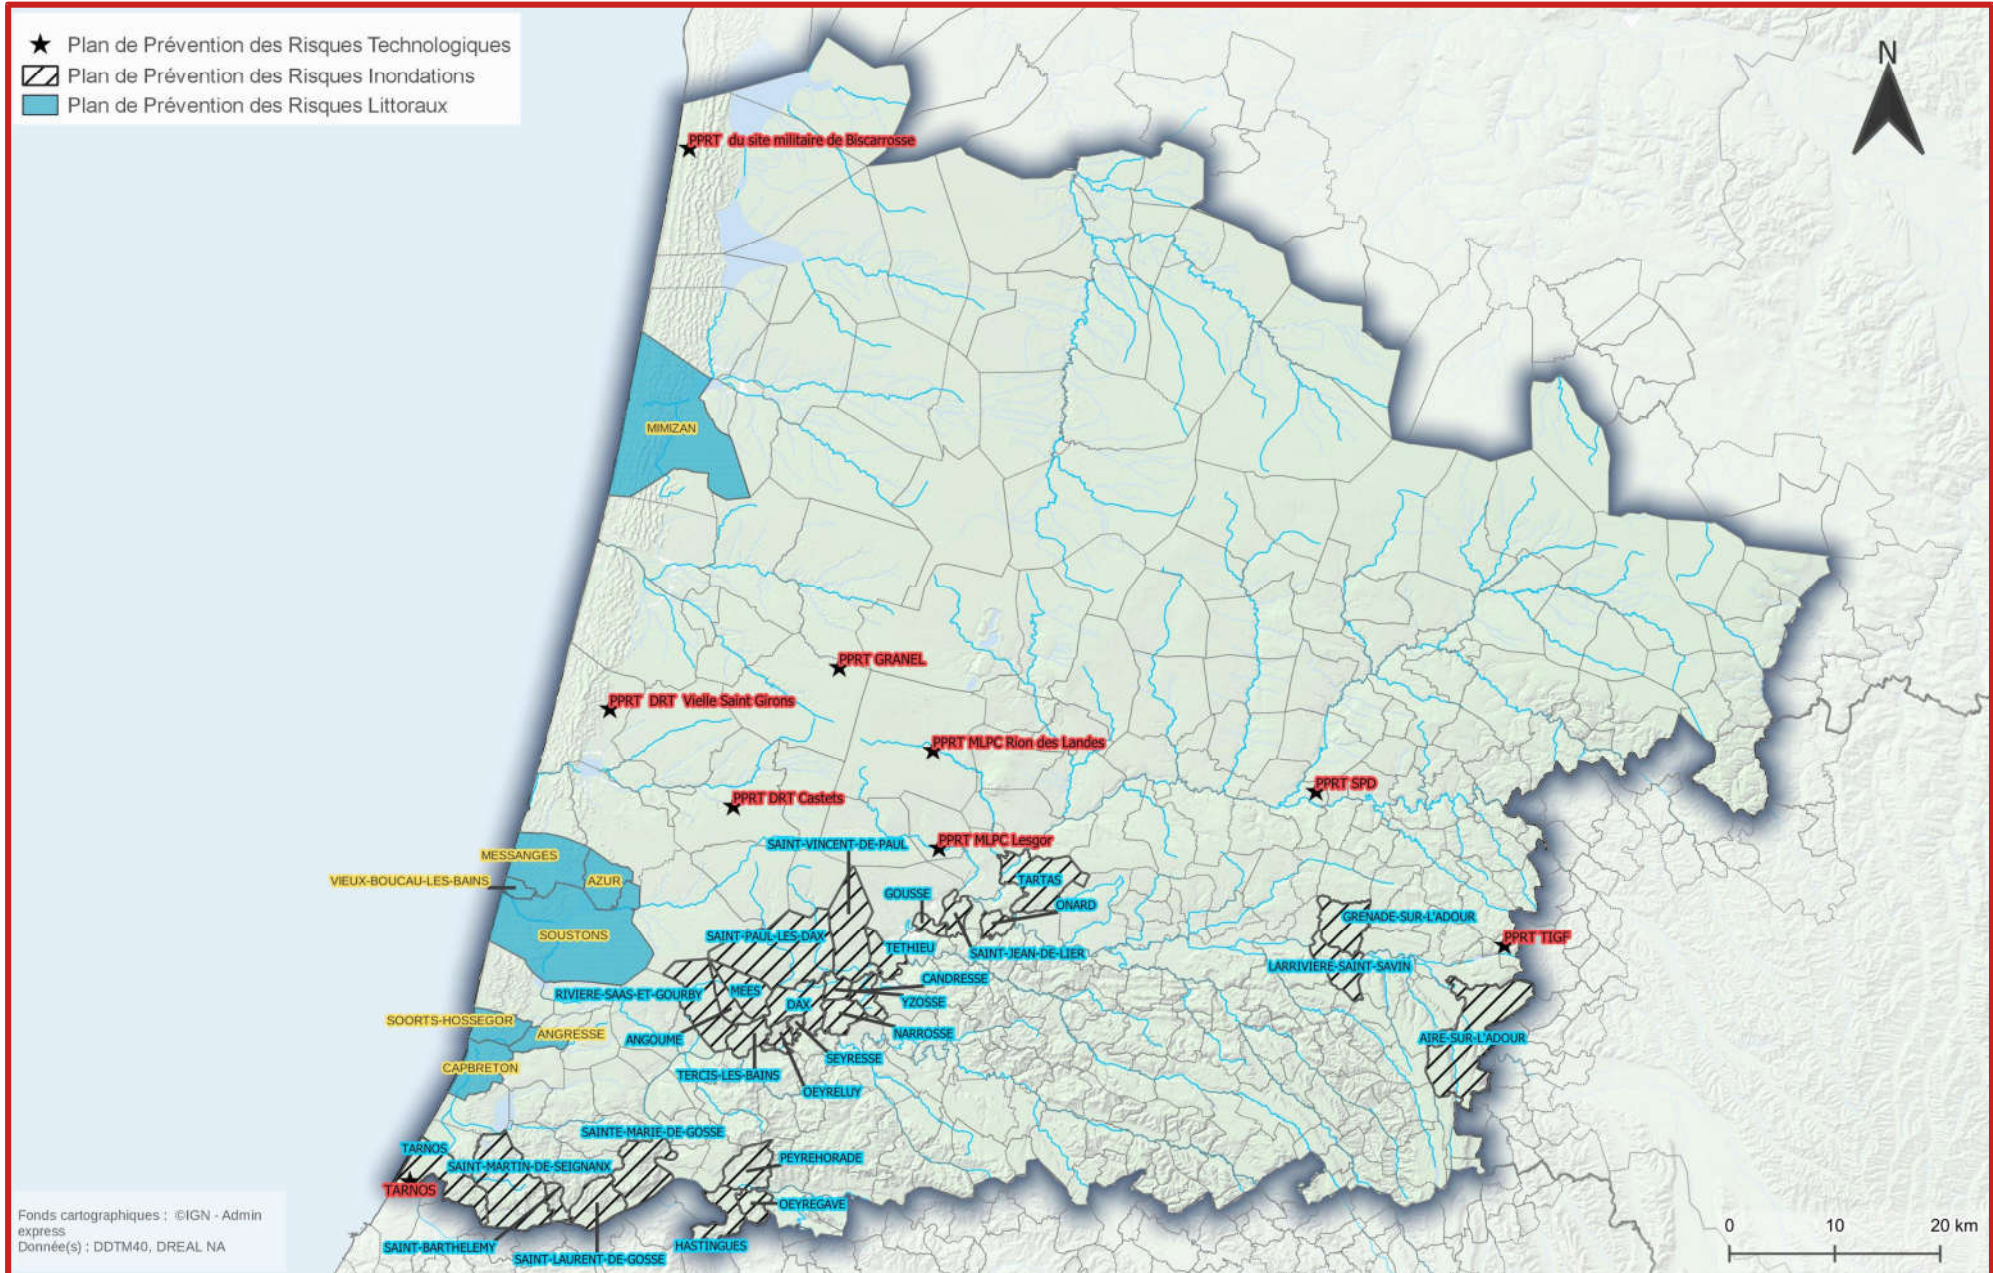 Plan de Prévention des Risques Technologiques
Plan de Prévention des Risques Inondations
Plan de Prévention des Risques Littoraux
N
PPRT du site militaire de Biscarrosse
MIMIZAN
PPRT GRANEL
PPRT DRT Vielle Saint Girons
PPRT MLPC Rion des Landes
PPRT SPD
PPRT DRT Castets
PPRT MLPC Lesgor
SAINT-VINCENT-DE-PAUL
MESSANGES
VIEUX-BOUCAU-LES-BAINS
AZUR
TARTAS
GOUSSE
ONARD
GRENADE-SUR-L'ADOUR
SOUSTONS
SAINT-PAUL-LES-DAX
PPRT TIGF
TETHIEU
SAINT-JEAN-DE-LIER
LARRIVIERE-SAINT-SAVIN
CANDRESSE
RIVIERE-SAAS-ET-GOURBY
MEES
DAX
YZOSSE
SOORTS-HOSSEGOR
ANGRESSE
ANGOUME
NARROSSE
AIRE-SUR-L'ADOUR
SEYRESSE
CAPBRETON
TERCIS-LES-BAINS
OEYRELUY
SAINTE-MARIE-DE-GOSSE
TARNOS
PEYREHORADE
SAINT-MARTIN-DE-SEIGNANX
TARNOS
OEYREGAVE
SAINT-BARTHELEMY
HASTINGUES
SAINT-LAURENT-DE-GOSSE
Fonds cartographiques : ©IGN - Admin
express
Donnée(s) : DDTM40, DREAL NA
0 10 20 km